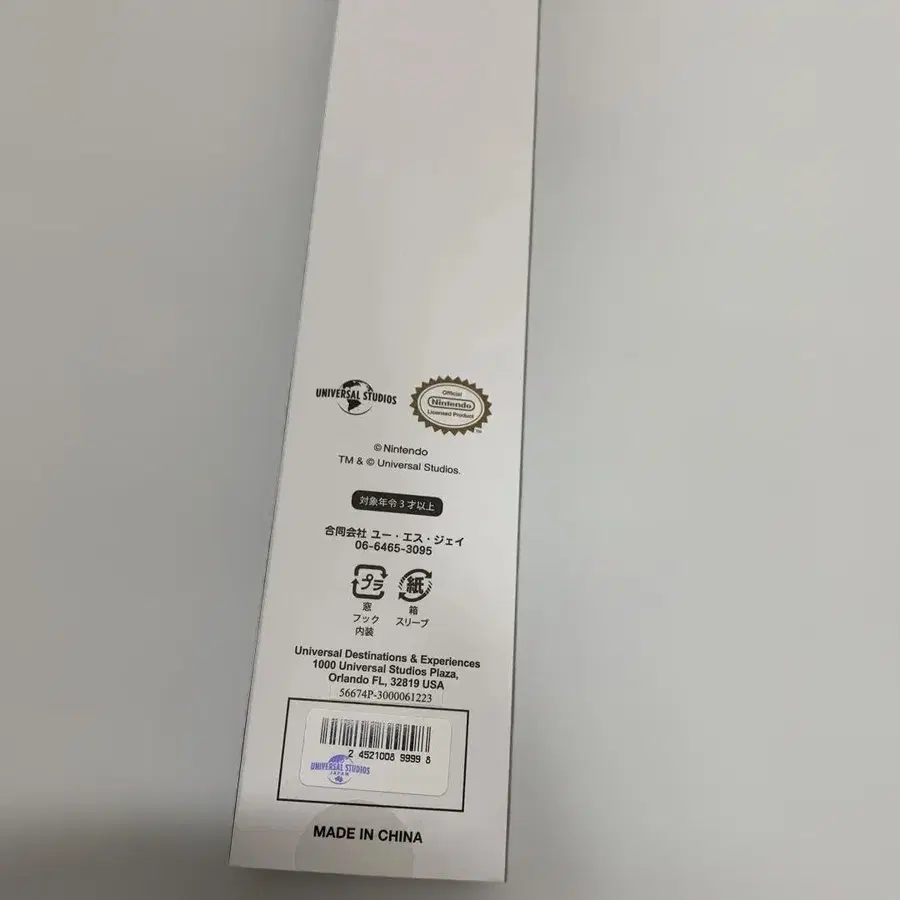 UNIVERSAL STUDIOS
Official
Nintendo
Licensed Product
TM
© Nintendo
TM & © Universal Studios.
対象年令3才以上
合同会社 ユー・エス・ジェイ
06-6465-3095
プラ 紙
窓 箱
フック スリーブ
内装
Universal Destinations & Experiences
1000 Universal Studios Plaza,
Orlando FL, 32819 USA
56674P-3000061223
2 4521008 9999 8
UNIVERSAL STUDIOS
JAPAN
MADE IN CHINA